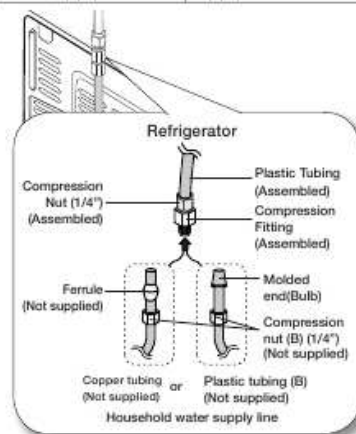 Refrigerator
Compression
Nut (1/4")
(Assembled)
Plastic Tubing
(Assembled)
Compression
Fitting
(Assembled)
Ferrule
(Not supplied)
Molded
end(Bulb)
Compression
nut (B) (1/4")
(Not supplied)
Copper tubing
(Not supplied)
or
Plastic tubing (B)
(Not supplied)
Household water supply line